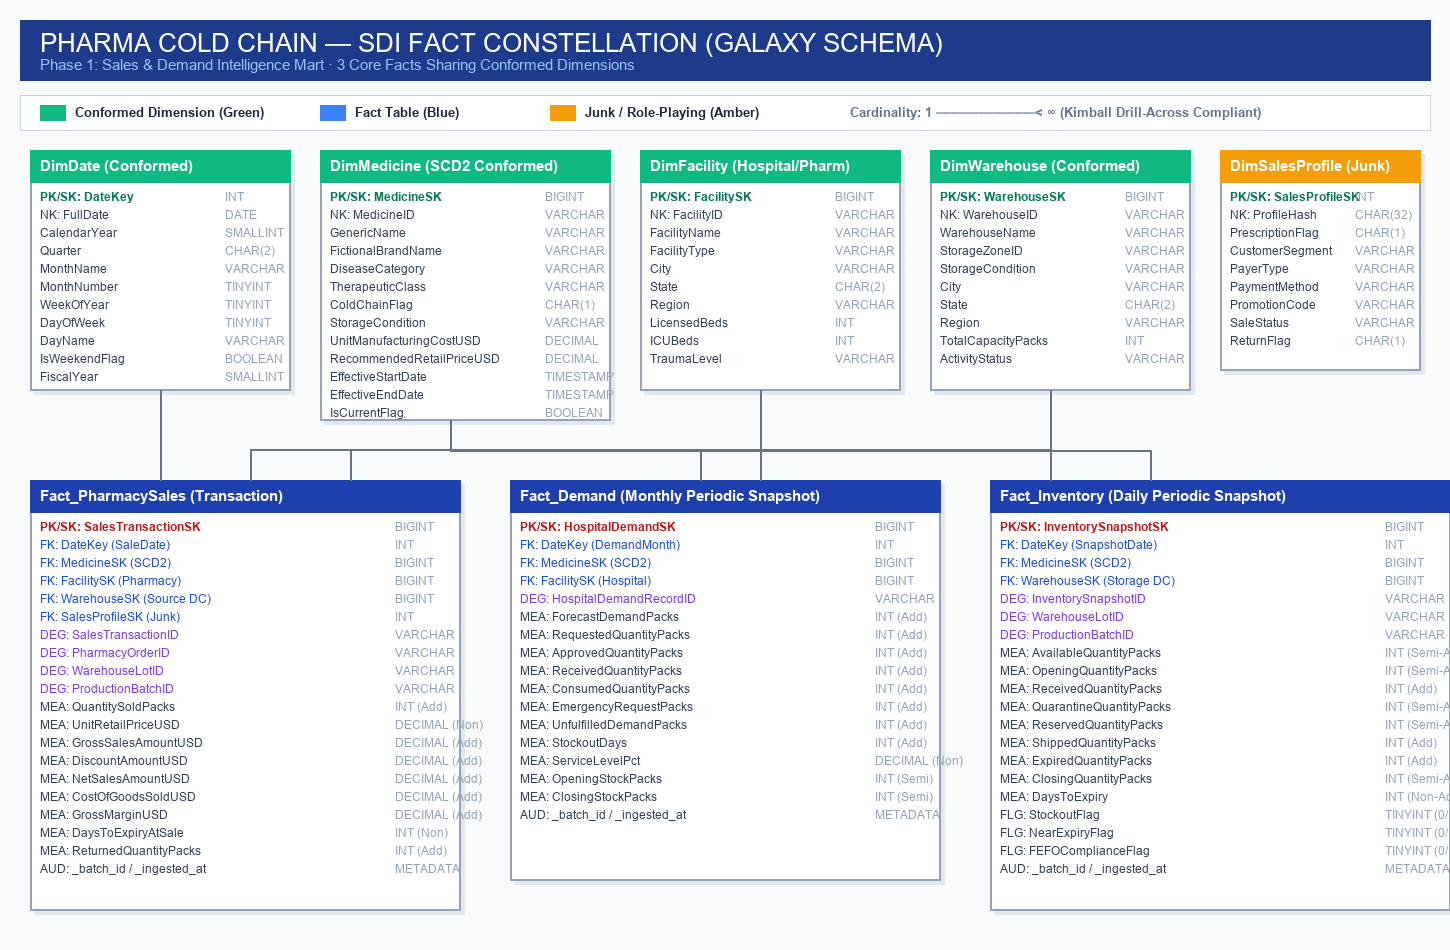 PHARMA COLD CHAIN — SDI FACT CONSTELLATION (GALAXY SCHEMA)
Phase 1: Sales & Demand Intelligence Mart · 3 Core Facts Sharing Conformed Dimensions
Conformed Dimension (Green)
Fact Table (Blue)
Junk / Role-Playing (Amber)
Cardinality: 1 ──────────< ∞ (Kimball Drill-Across Compliant)
DimDate (Conformed)
PK/SK: DateKey INT
NK: FullDate DATE
CalendarYear SMALLINT
Quarter CHAR(2)
MonthName VARCHAR
MonthNumber TINYINT
WeekOfYear TINYINT
DayOfWeek TINYINT
DayName VARCHAR
IsWeekendFlag BOOLEAN
FiscalYear SMALLINT
DimMedicine (SCD2 Conformed)
PK/SK: MedicineSK BIGINT
NK: MedicineID VARCHAR
GenericName VARCHAR
FictionalBrandName VARCHAR
DiseaseCategory VARCHAR
TherapeuticClass VARCHAR
ColdChainFlag CHAR(1)
StorageCondition VARCHAR
UnitManufacturingCostUSD DECIMAL
RecommendedRetailPriceUSD DECIMAL
EffectiveStartDate TIMESTAMP
EffectiveEndDate TIMESTAMP
IsCurrentFlag BOOLEAN
DimFacility (Hospital/Pharm)
PK/SK: FacilitySK BIGINT
NK: FacilityID VARCHAR
FacilityName VARCHAR
FacilityType VARCHAR
City VARCHAR
State CHAR(2)
Region VARCHAR
LicensedBeds INT
ICUBeds INT
TraumaLevel VARCHAR
DimWarehouse (Conformed)
PK/SK: WarehouseSK BIGINT
NK: WarehouseID VARCHAR
WarehouseName VARCHAR
StorageZoneID VARCHAR
StorageCondition VARCHAR
City VARCHAR
State CHAR(2)
Region VARCHAR
TotalCapacityPacks INT
ActivityStatus VARCHAR
DimSalesProfile (Junk)
PK/SK: SalesProfileSK INT
NK: ProfileHash CHAR(32)
PrescriptionFlag CHAR(1)
CustomerSegment VARCHAR
PayerType VARCHAR
PaymentMethod VARCHAR
PromotionCode VARCHAR
SaleStatus VARCHAR
ReturnFlag CHAR(1)
Fact_PharmacySales (Transaction)
PK/SK: SalesTransactionSK BIGINT
FK: DateKey (SaleDate) INT
FK: MedicineSK (SCD2) BIGINT
FK: FacilitySK (Pharmacy) BIGINT
FK: WarehouseSK (Source DC) BIGINT
FK: SalesProfileSK (Junk) INT
DEG: SalesTransactionID VARCHAR
DEG: PharmacyOrderID VARCHAR
DEG: WarehouseLotID VARCHAR
DEG: ProductionBatchID VARCHAR
MEA: QuantitySoldPacks INT (Add)
MEA: UnitRetailPriceUSD DECIMAL (Non)
MEA: GrossSalesAmountUSD DECIMAL (Add)
MEA: DiscountAmountUSD DECIMAL (Add)
MEA: NetSalesAmountUSD DECIMAL (Add)
MEA: CostOfGoodsSoldUSD DECIMAL (Add)
MEA: GrossMarginUSD DECIMAL (Add)
MEA: DaysToExpiryAtSale INT (Non)
MEA: ReturnedQuantityPacks INT (Add)
AUD: _batch_id / _ingested_at METADATA
Fact_Demand (Monthly Periodic Snapshot)
PK/SK: HospitalDemandSK BIGINT
FK: DateKey (DemandMonth) INT
FK: MedicineSK (SCD2) BIGINT
FK: FacilitySK (Hospital) BIGINT
DEG: HospitalDemandRecordID VARCHAR
MEA: ForecastDemandPacks INT (Add)
MEA: RequestedQuantityPacks INT (Add)
MEA: ApprovedQuantityPacks INT (Add)
MEA: ReceivedQuantityPacks INT (Add)
MEA: ConsumedQuantityPacks INT (Add)
MEA: EmergencyRequestPacks INT (Add)
MEA: UnfulfilledDemandPacks INT (Add)
MEA: StockoutDays INT (Add)
MEA: ServiceLevelPct DECIMAL (Non)
MEA: OpeningStockPacks INT (Semi)
MEA: ClosingStockPacks INT (Semi)
AUD: _batch_id / _ingested_at METADATA
Fact_Inventory (Daily Periodic Snapshot)
PK/SK: InventorySnapshotSK BIGINT
FK: DateKey (SnapshotDate) INT
FK: MedicineSK (SCD2) BIGINT
FK: WarehouseSK (Storage DC) BIGINT
DEG: InventorySnapshotID VARCHAR
DEG: WarehouseLotID VARCHAR
DEG: ProductionBatchID VARCHAR
MEA: AvailableQuantityPacks INT (Semi-A
MEA: OpeningQuantityPacks INT (Semi-A
MEA: ReceivedQuantityPacks INT (Add)
MEA: QuarantineQuantityPacks INT (Semi-A
MEA: ReservedQuantityPacks INT (Semi-A
MEA: ShippedQuantityPacks INT (Add)
MEA: ExpiredQuantityPacks INT (Add)
MEA: ClosingQuantityPacks INT (Semi-A
MEA: DaysToExpiry INT (Non-Ad
FLG: StockoutFlag TINYINT (0/
FLG: NearExpiryFlag TINYINT (0/
FLG: FEFOComplianceFlag TINYINT (0/
AUD: _batch_id / _ingested_at METADATA